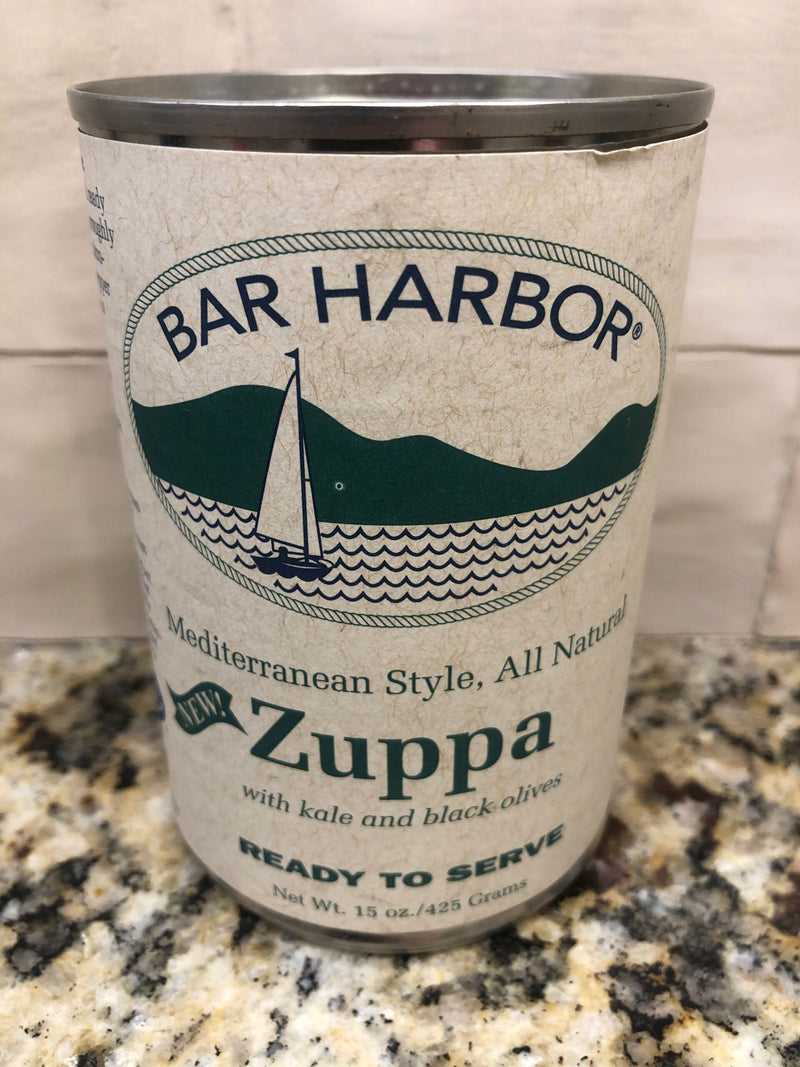 BAR HARBOR®
Mediterranean Style, All Natural
NEW!
Zuppa
with kale and black olives
READY TO SERVE
Net Wt. 15 oz./425 Grams